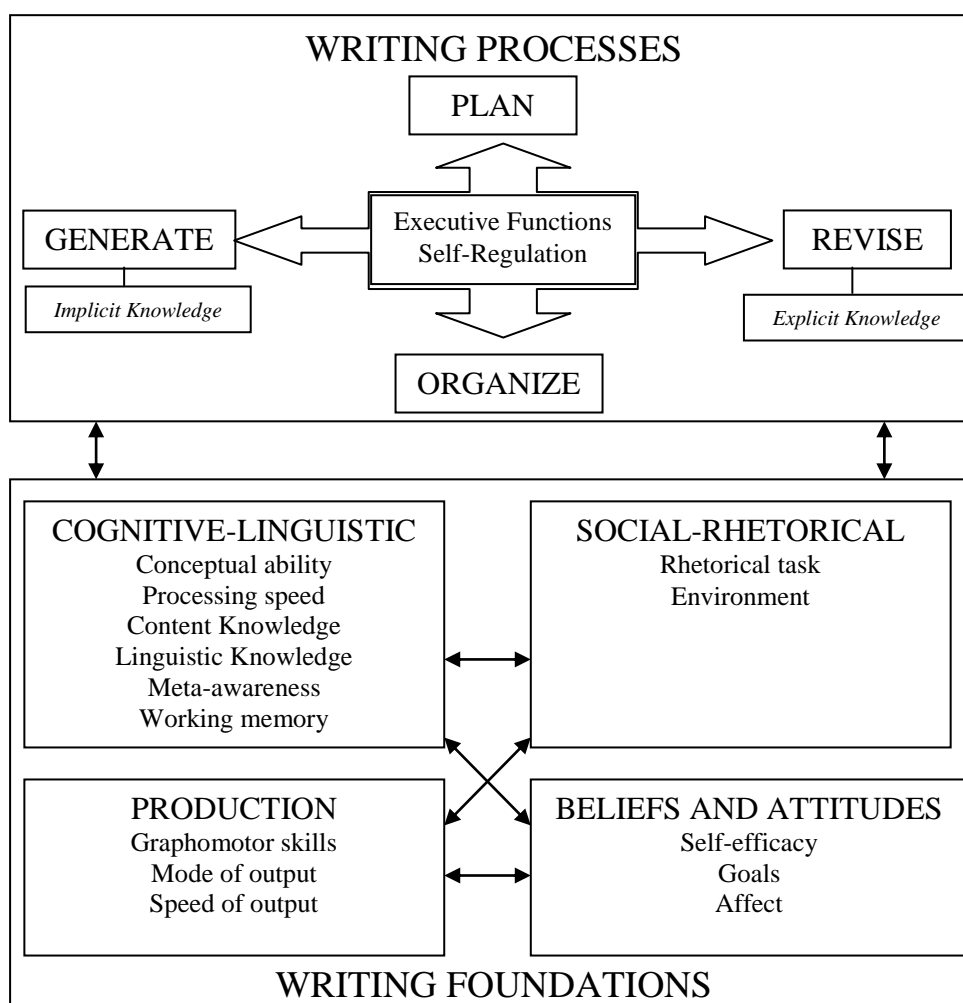 WRITING PROCESSES
PLAN
Executive Functions
Self-Regulation
GENERATE
REVISE
Implicit Knowledge
Explicit Knowledge
ORGANIZE
COGNITIVE-LINGUISTIC
Conceptual ability
Processing speed
Content Knowledge
Linguistic Knowledge
Meta-awareness
Working memory
SOCIAL-RHETORICAL
Rhetorical task
Environment
PRODUCTION
Graphomotor skills
Mode of output
Speed of output
BELIEFS AND ATTITUDES
Self-efficacy
Goals
Affect
WRITING FOUNDATIONS